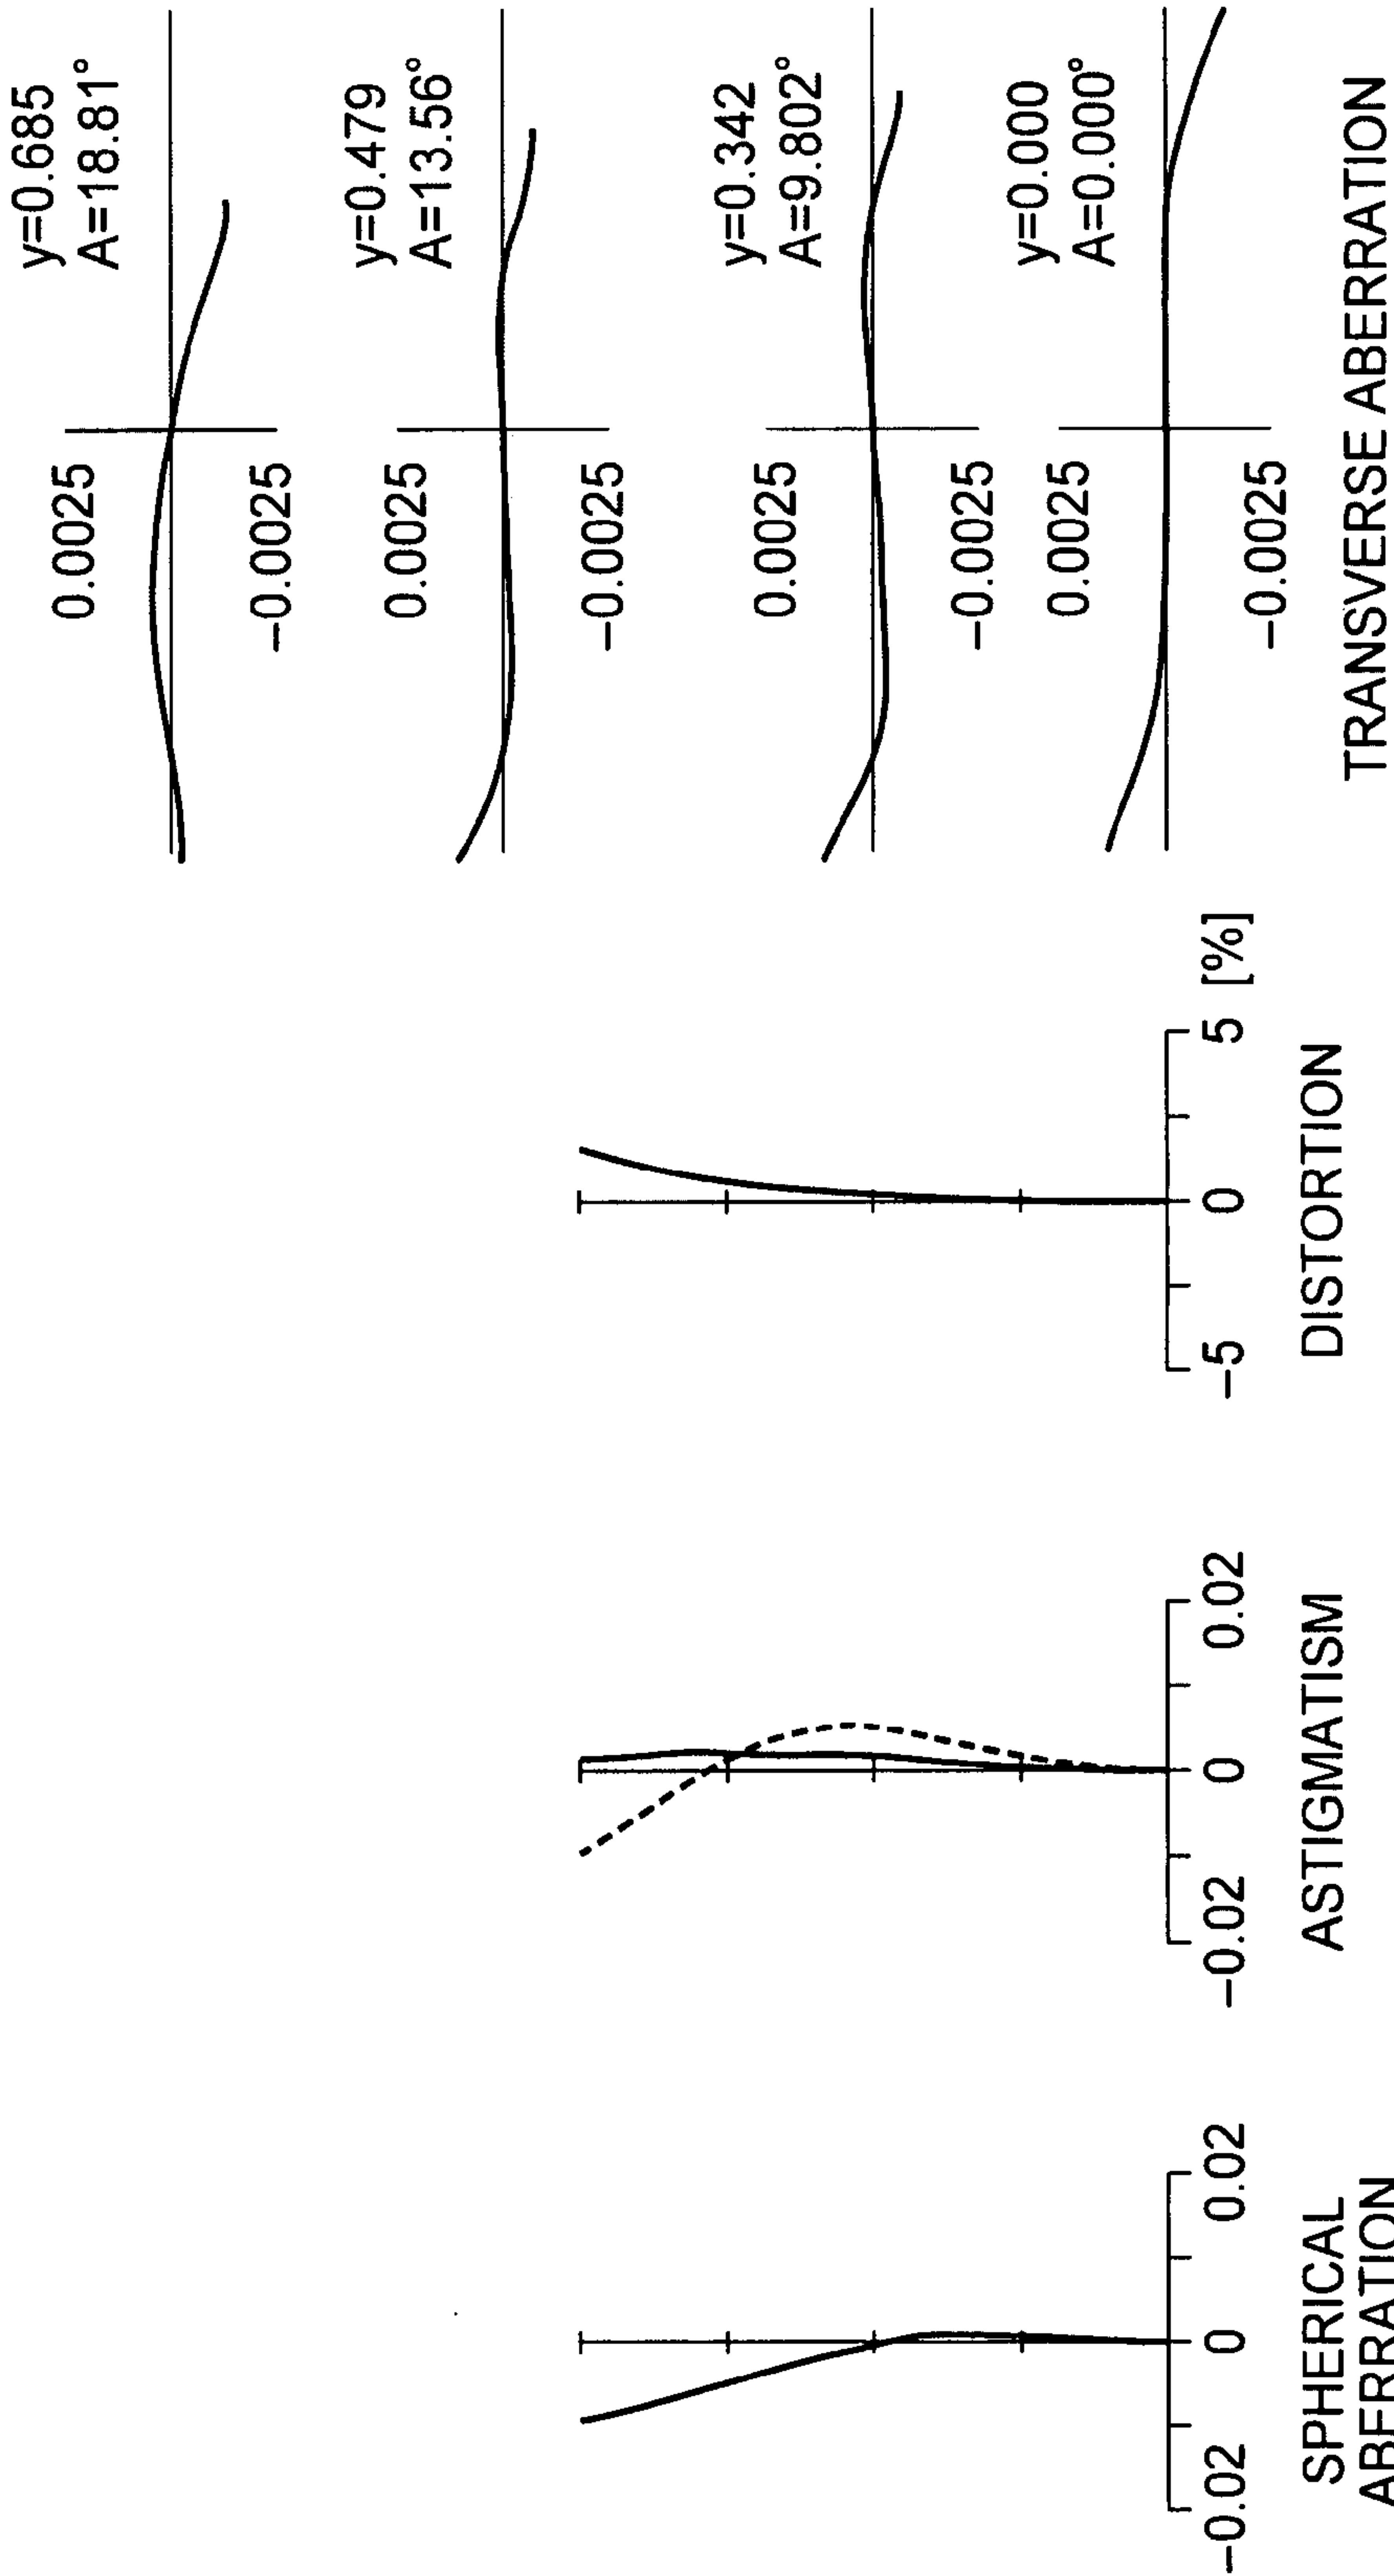 −0.02 0 0.02
SPHERICAL
ABERRATION
−0.02 0 0.02
ASTIGMATISM
−5 0 5 [%]
DISTORTION
y=0.685
A=18.81°
0.0025
−0.0025
y=0.479
A=13.56°
0.0025
−0.0025
y=0.342
A=9.802°
0.0025
−0.0025
y=0.000
A=0.000°
0.0025
−0.0025
TRANSVERSE ABERRATION